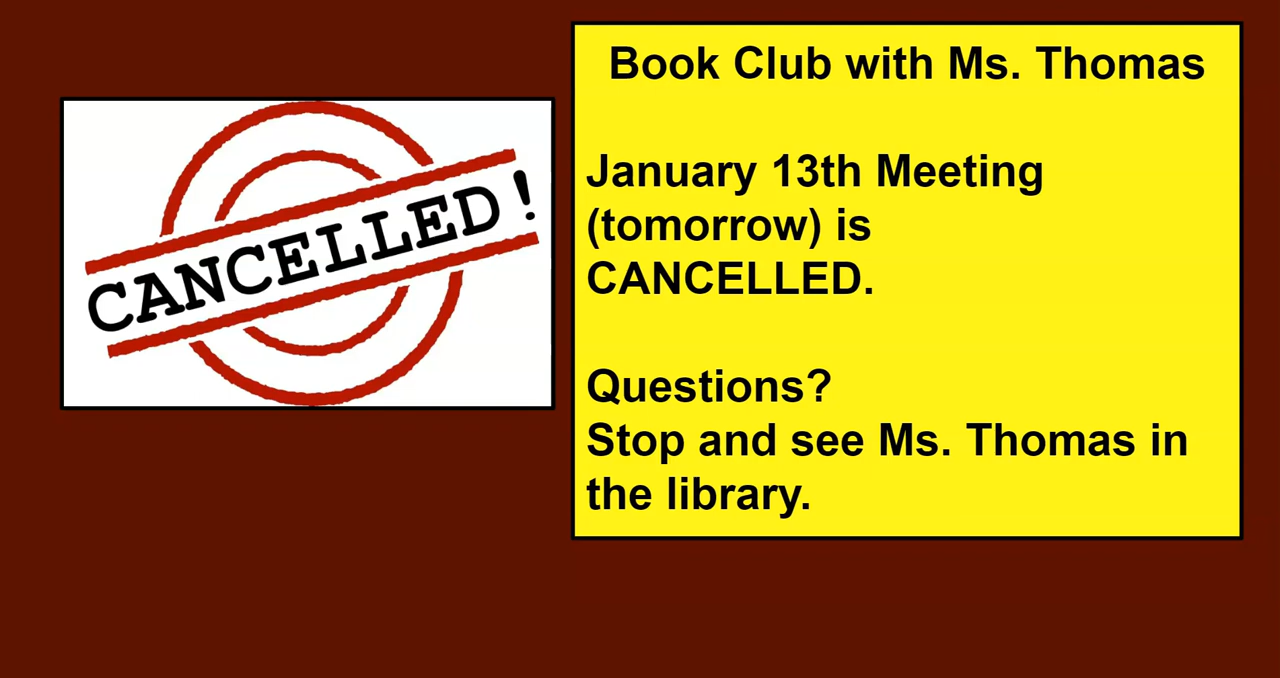 CANCELLED!
Book Club with Ms. Thomas
January 13th Meeting
(tomorrow) is
CANCELLED.
Questions?
Stop and see Ms. Thomas in
the library.